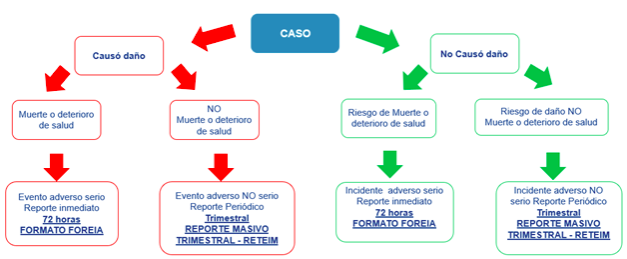 CASO
Causó daño
No Causó daño
Muerte o deterioro
de salud
NO
Muerte o deterioro
de salud
Riesgo de Muerte o
deterioro de salud
Riesgo de daño NO
Muerte o deterioro de salud
Evento adverso serio
Reporte inmediato
72 horas
FORMATO FOREIA
Evento adverso NO serio
Reporte Periódico
Trimestral
REPORTE MASIVO
TRIMESTRAL - RETEIM
Incidente adverso serio
Reporte inmediato
72 horas
FORMATO FOREIA
Incidente adverso NO
serio Reporte Periódico
Trimestral
REPORTE MASIVO
TRIMESTRAL - RETEIM